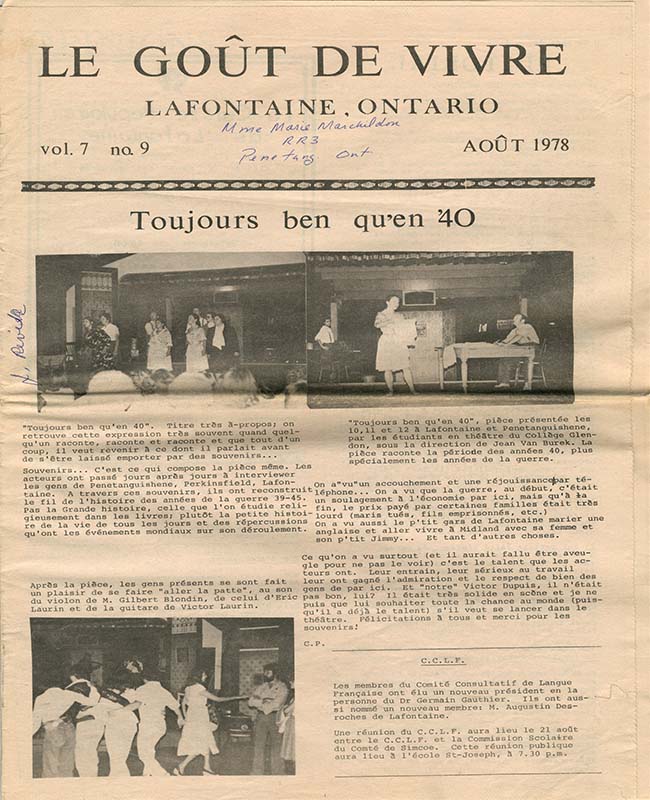 LE GOÛT DE VIVRE
LAFONTAINE, ONTARIO
Mme Marie Marchildon
RR3
Penetang Ont
vol. 7 no. 9
AOÛT 1978
Toujours ben qu'en '40
"Toujours ben qu'en 40". Titre très à-propos; on
retrouve cette expression très souvent quand quel-
qu'un raconte, raconte et raconte et que tout d'un
coup, il veut revenir à ce dont il parlait avant
de s'être laissé emporter par des souvenirs...
Souvenirs... C'est ce qui compose la pièce même. Les
acteurs ont passé jours après jours à interviewer
les gens de Penetanguishene, Perkinsfield, Lafon-
taine. A travers ces souvenirs, ils ont reconstruit
le fil de l'histoire des années de la guerre 39-45.
Pas la Grande histoire, celle que l'on étudie reli-
gieusement dans les livres; plutôt la petite histoi-
re de la vie de tous les jours et des répercussions
qu'ont les événements mondiaux sur son déroulement.
Après la pièce, les gens présents se sont fait
un plaisir de se faire "aller la patte", au son
du violon de M. Gilbert Blondin, de celui d'Eric
Laurin et de la guitare de Victor Laurin.
"Toujours ben qu'en 40", pièce présentée les
10,11 et 12 à Lafontaine et Penetanguishene,
par les étudiants en théâtre du Collège Glen-
don, sous la direction de Jean Van Burek. La
pièce raconte la période des années 40, plus
spécialement les années de la guerre.
On a"vu"un accouchement et une réjouissance par té-
léphone... On a vu que la guerre, au début, c'était
un soulagement à l'économie par ici, mais qu'à la
fin, le prix payé par certaines familles était très
lourd (maris tués, fils emprisonnés, etc.)
On a vu aussi le p'tit gars de Lafontaine marier une
anglaise et aller vivre à Midland avec sa femme et
son p'tit Jimmy... Et tant d'autres choses.
Ce qu'on a vu surtout (et il aurait fallu être aveu-
gle pour ne pas le voir) c'est le talent que les ac-
teurs ont. Leur entrain, leur sérieux au travail
leur ont gagné l'admiration et le respect de bien des
gens de par ici. Et "notre" Victor Dupuis, il n'était
pas bon, lui? Il était très solide en scène et je ne
puis que lui souhaiter toute la chance au monde (puis-
qu'il a déjà le talent) s'il veut se lancer dans le
théâtre. Félicitations à tous et merci pour les
souvenirs!
C.P.
C.C.L.F.
Les membres du Comité Consultatif de Langue
Française ont élu un nouveau président en la
personne du Dr Germain Gauthier. Ils ont aus-
si nommé un nouveau membre: M. Augustin Des-
roches de Lafontaine.
Une réunion du C.C.L.F. aura lieu le 21 août
entre le C.C.L.F. et la Commission Scolaire
du Comté de Simcoe. Cette réunion publique
aura lieu à l'école St-Joseph, à 7.30 p.m.